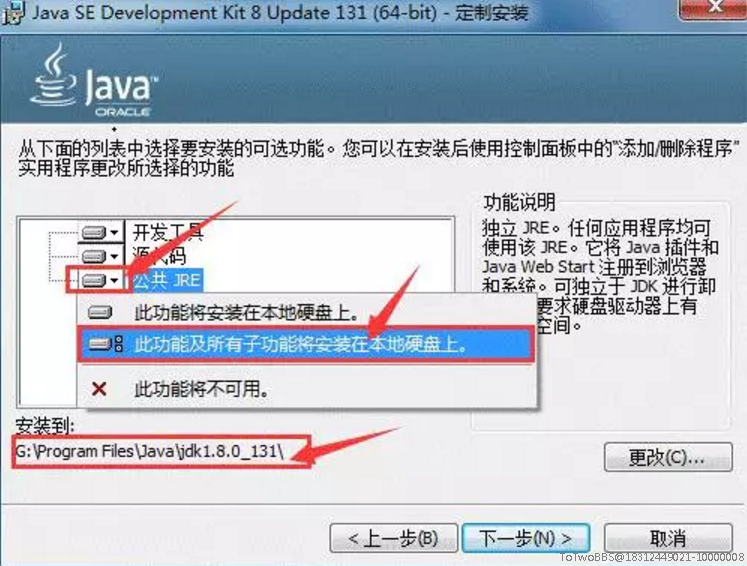 Java SE Development Kit 8 Update 131 (64-bit) - 定制安装
Java™
ORACLE
从下面的列表中选择要安装的可选功能。您可以在安装后使用控制面板中的“添加/删除程序”
实用程序更改所选择的功能
开发工具
源代码
公共 JRE
此功能将安装在本地硬盘上。
此功能及所有子功能将安装在本地硬盘上。
此功能将不可用。
功能说明
独立 JRE。任何应用程序均可
使用该 JRE。它将 Java 插件和
Java Web Start 注册到浏览器
和系统。可独立于 JDK 进行卸
要求硬盘驱动器上有
空间。
安装到:
G:\Program Files\Java\jdk1.8.0_131\
更改(C)...
< 上一步(B)
下一步(N) >
取消
ToTwoBBS@18312449021-10000008